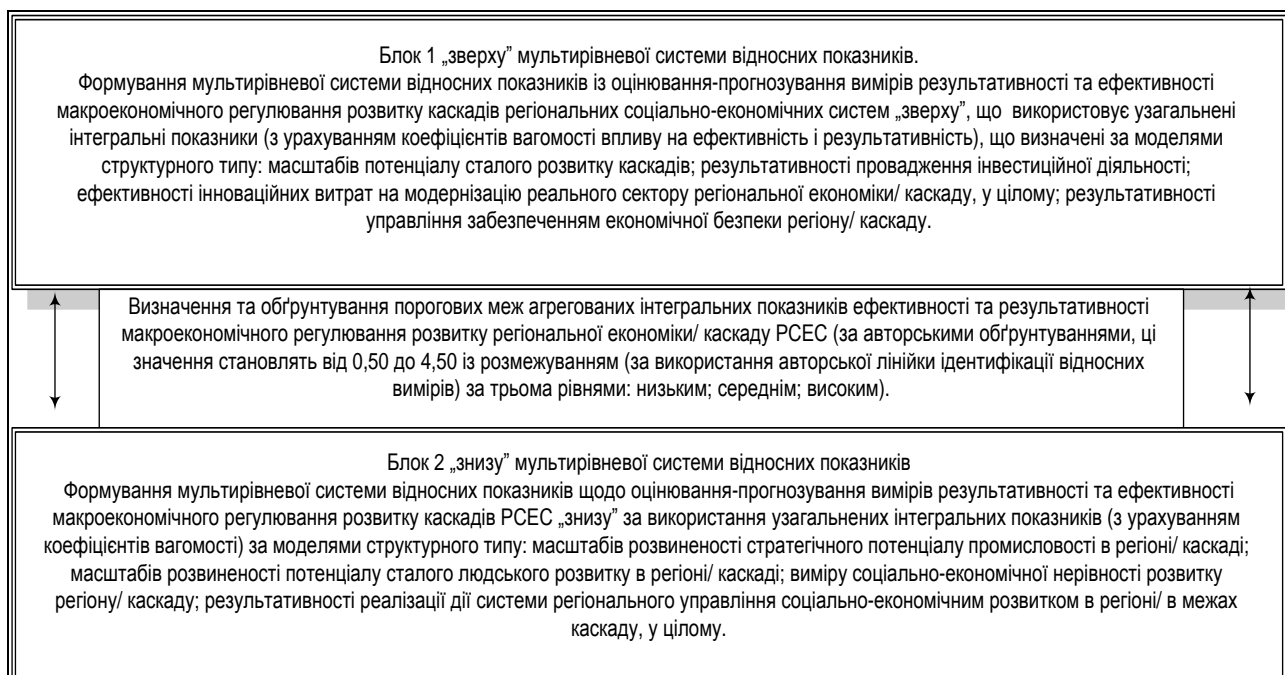 Блок 1 „зверху” мультирівневої системи відносних показників.
Формування мультирівневої системи відносних показників із оцінювання-прогнозування вимірів результативності та ефективності
макроекономічного регулювання розвитку каскадів регіональних соціально-економічних систем „зверху”, що використовує узагальнені
інтегральні показники (з урахуванням коефіцієнтів вагомості впливу на ефективність і результативність), що визначені за моделями
структурного типу: масштабів потенціалу сталого розвитку каскадів; результативності провадження інвестиційної діяльності;
ефективності інноваційних витрат на модернізацію реального сектору регіональної економіки/ каскаду, у цілому; результативності
управління забезпеченням економічної безпеки регіону/ каскаду.
Визначення та обґрунтування порогових меж агрегованих інтегральних показників ефективності та результативності
макроекономічного регулювання розвитку регіональної економіки/ каскаду РСЕС (за авторськими обґрунтуваннями, ці
значення становлять від 0,50 до 4,50 із розмежуванням (за використання авторської лінійки ідентифікації відносних
вимірів) за трьома рівнями: низьким; середнім; високим).
Блок 2 „знизу” мультирівневої системи відносних показників
Формування мультирівневої системи відносних показників щодо оцінювання-прогнозування вимірів результативності та ефективності
макроекономічного регулювання розвитку каскадів РСЕС „знизу” за використання узагальнених інтегральних показників (з урахуванням
коефіцієнтів вагомості) за моделями структурного типу: масштабів розвиненості стратегічного потенціалу промисловості в регіоні/ каскаді;
масштабів розвиненості потенціалу сталого людського розвитку в регіоні/ каскаді; виміру соціально-економічної нерівності розвитку
регіону/ каскаду; результативності реалізації дії системи регіонального управління соціально-економічним розвитком в регіоні/ в межах
каскаду, у цілому.